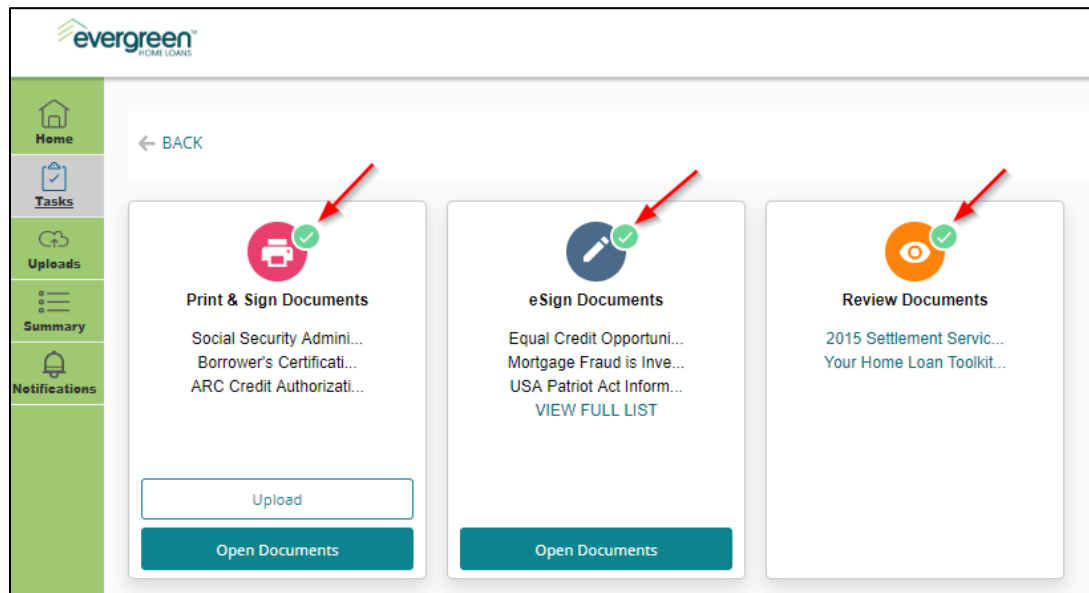 evergreen™
HOME LOANS
Home
Tasks
Uploads
Summary
Notifications
BACK
Print & Sign Documents
Social Security Admini...
Borrower's Certificati...
ARC Credit Authorizati...
Upload
Open Documents
eSign Documents
Equal Credit Opportuni...
Mortgage Fraud is Inve...
USA Patriot Act Inform...
VIEW FULL LIST
Open Documents
Review Documents
2015 Settlement Servic...
Your Home Loan Toolkit...